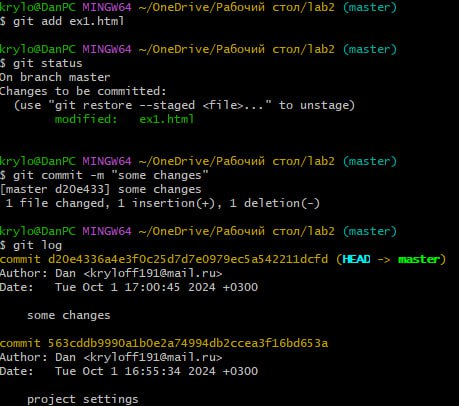 krylo@DanPC MINGW64 ~/OneDrive/Рабочий стол/lab2 (master)
$ git add ex1.html
krylo@DanPC MINGW64 ~/OneDrive/Рабочий стол/lab2 (master)
$ git status
On branch master
Changes to be committed:
  (use "git restore --staged <file>..." to unstage)
        modified:   ex1.html
krylo@DanPC MINGW64 ~/OneDrive/Рабочий стол/lab2 (master)
$ git commit -m "some changes"
[master d20e433] some changes
 1 file changed, 1 insertion(+), 1 deletion(-)
krylo@DanPC MINGW64 ~/OneDrive/Рабочий стол/lab2 (master)
$ git log
commit d20e4336a4e3f0c25d7d7e0979ec5a542211dcfd (HEAD -> master)
Author: Dan <kryloff191@mail.ru>
Date:   Tue Oct 1 17:00:45 2024 +0300
    some changes
commit 563cddb9990a1b0e2a74994db2ccea3f16bd653a
Author: Dan <kryloff191@mail.ru>
Date:   Tue Oct 1 16:55:34 2024 +0300
    project settings